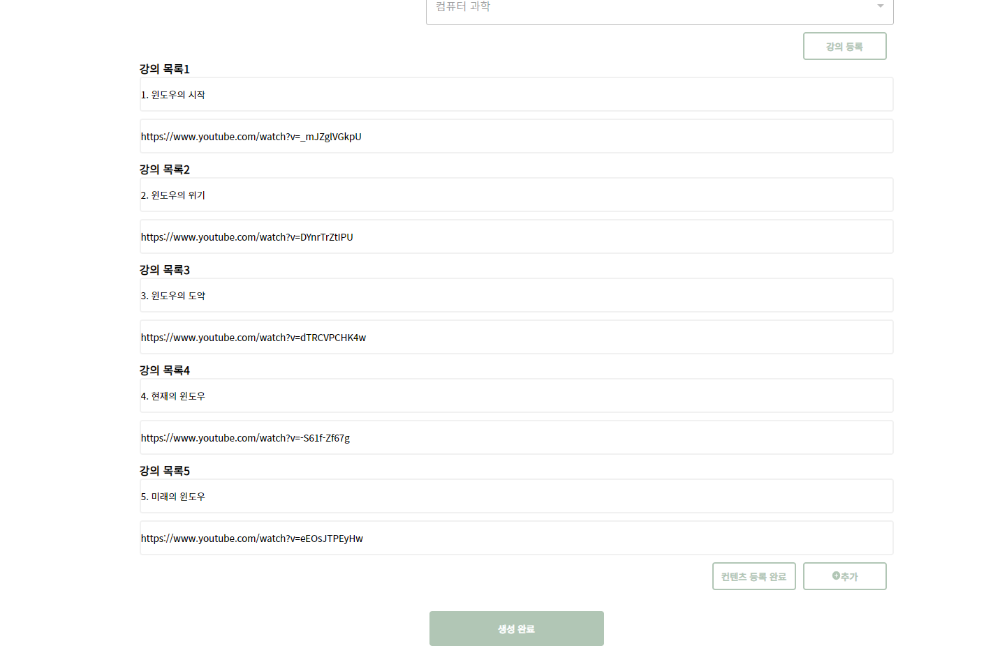 컴퓨터 과학
강의 등록
강의 목록1
1. 윈도우의 시작
https://www.youtube.com/watch?v=_mJZglVGkpU
강의 목록2
2. 윈도우의 위기
https://www.youtube.com/watch?v=DYnrTrZtIPU
강의 목록3
3. 윈도우의 도약
https://www.youtube.com/watch?v=dTRCVPCHK4w
강의 목록4
4. 현재의 윈도우
https://www.youtube.com/watch?v=-S61f-Zf67g
강의 목록5
5. 미래의 윈도우
https://www.youtube.com/watch?v=eEOsJTPEyHw
컨텐츠 등록 완료
추가
생성 완료